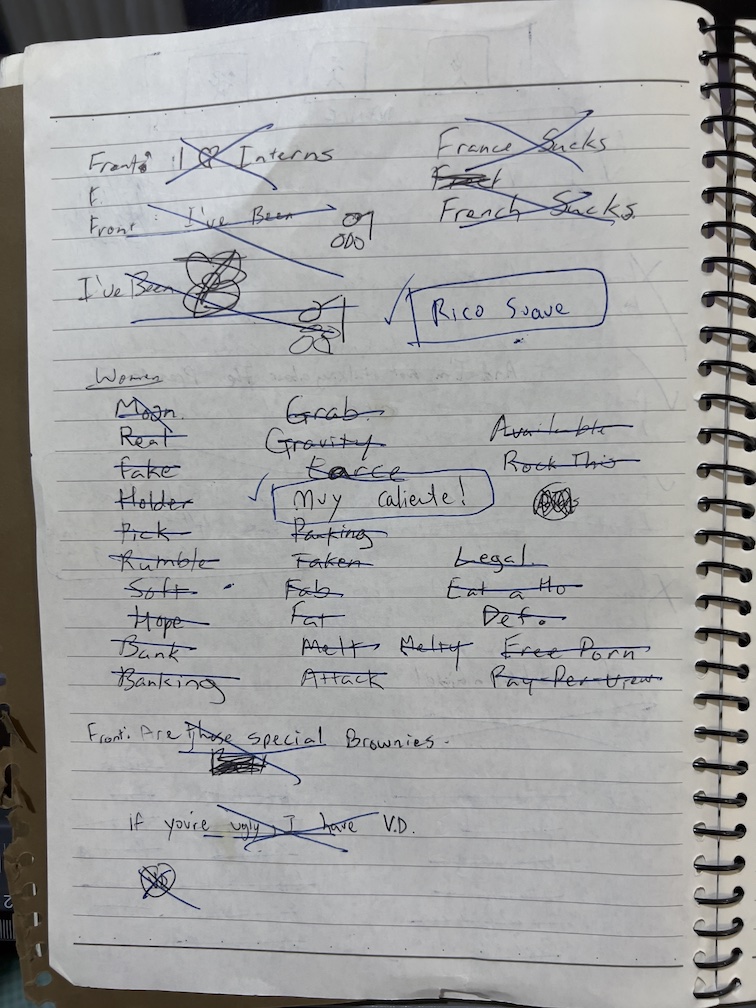 Front: I ♡ Interns
France Sucks
F
French Sucks.
Front: I've Been
I've Been
Rico Suave
Women
Moan.
Grab
Available
Real
Gravity
Rock This
fake
Farce
Holder
Muy caliente!
Pick
Parking
Rumble
Taken
Legal
Soft
Fab
Eat a Ho
Hope
Fat
Def.
Bank
Melt Melty
Free Porn
Banking
Attack
Pay-Per-View
Front: Are those special Brownies.
if you're ugly, I have V.D.